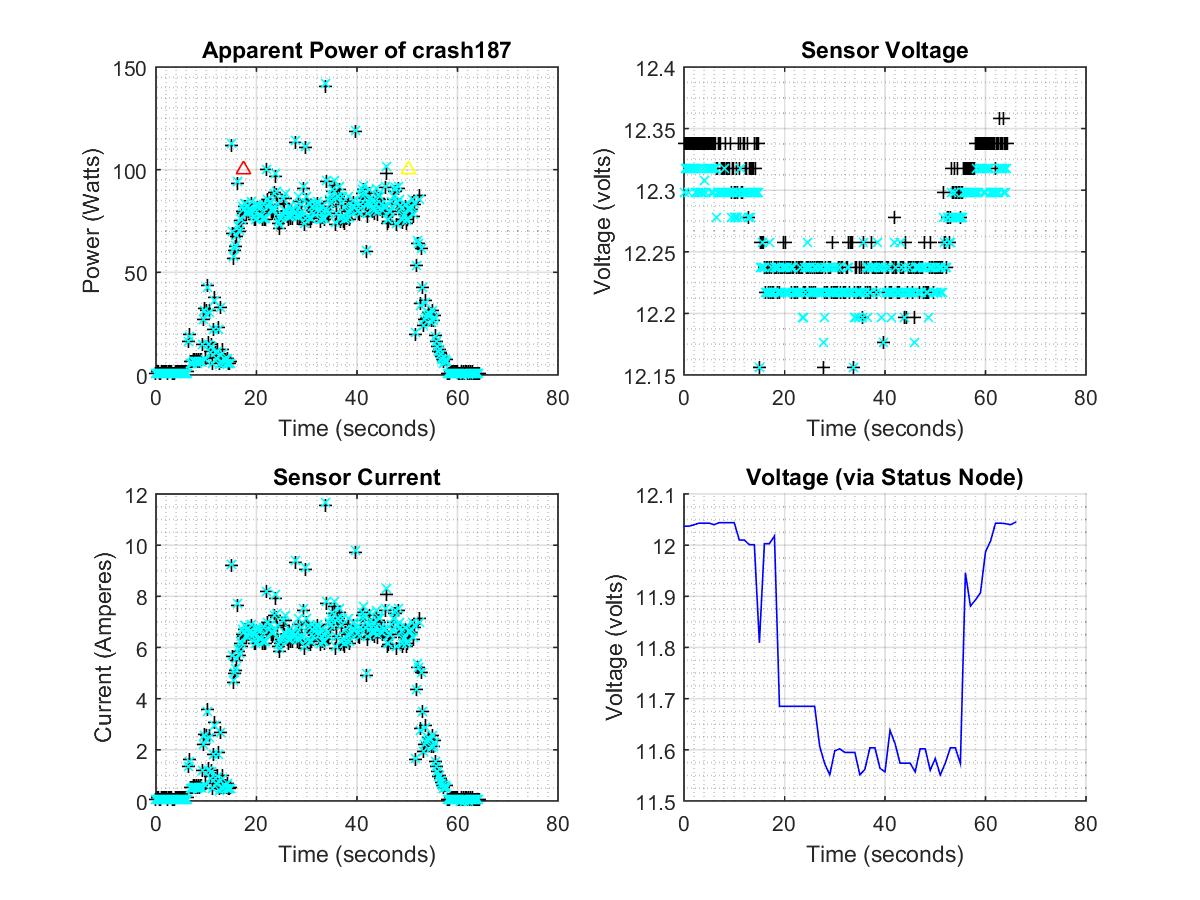 Apparent Power of crash187
150
100
50
0
0 20 40 60 80
Power (Watts)
Time (seconds)
Sensor Voltage
12.4
12.35
12.3
12.25
12.2
12.15
0 20 40 60 80
Voltage (volts)
Time (seconds)
Sensor Current
12
10
8
6
4
2
0
0 20 40 60 80
Current (Amperes)
Time (seconds)
Voltage (via Status Node)
12.1
12
11.9
11.8
11.7
11.6
11.5
0 20 40 60 80
Voltage (volts)
Time (seconds)